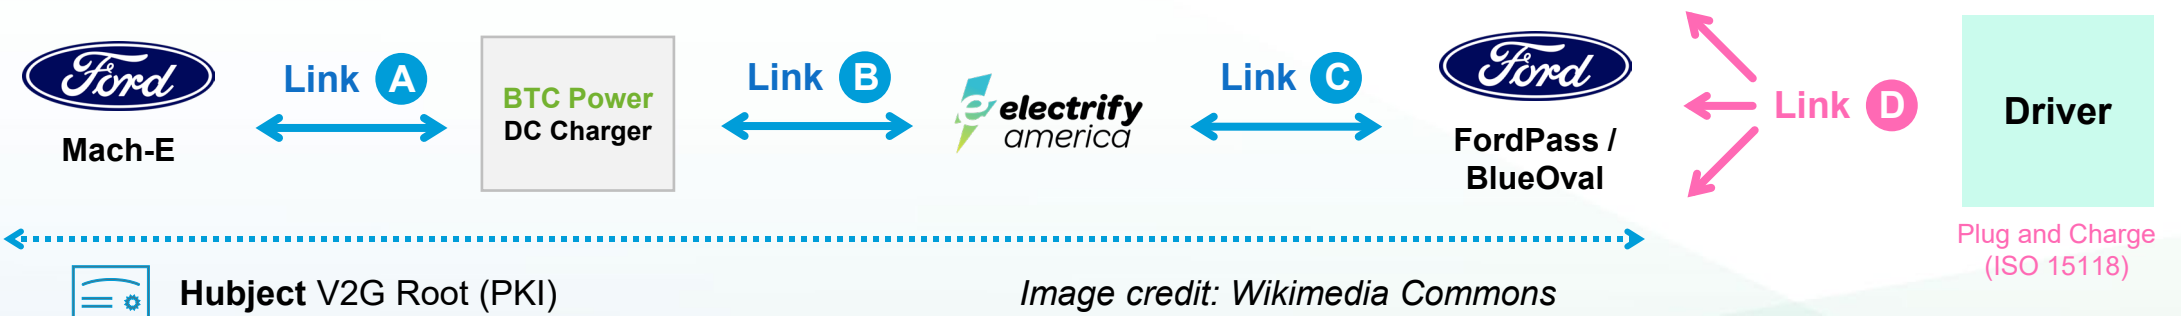 Ford
Mach-E
Link A
BTC Power
DC Charger
Link B
electrify
america
Link C
Ford
FordPass /
BlueOval
Link D
Driver
Plug and Charge
(ISO 15118)
Hubject V2G Root (PKI)
Image credit: Wikimedia Commons